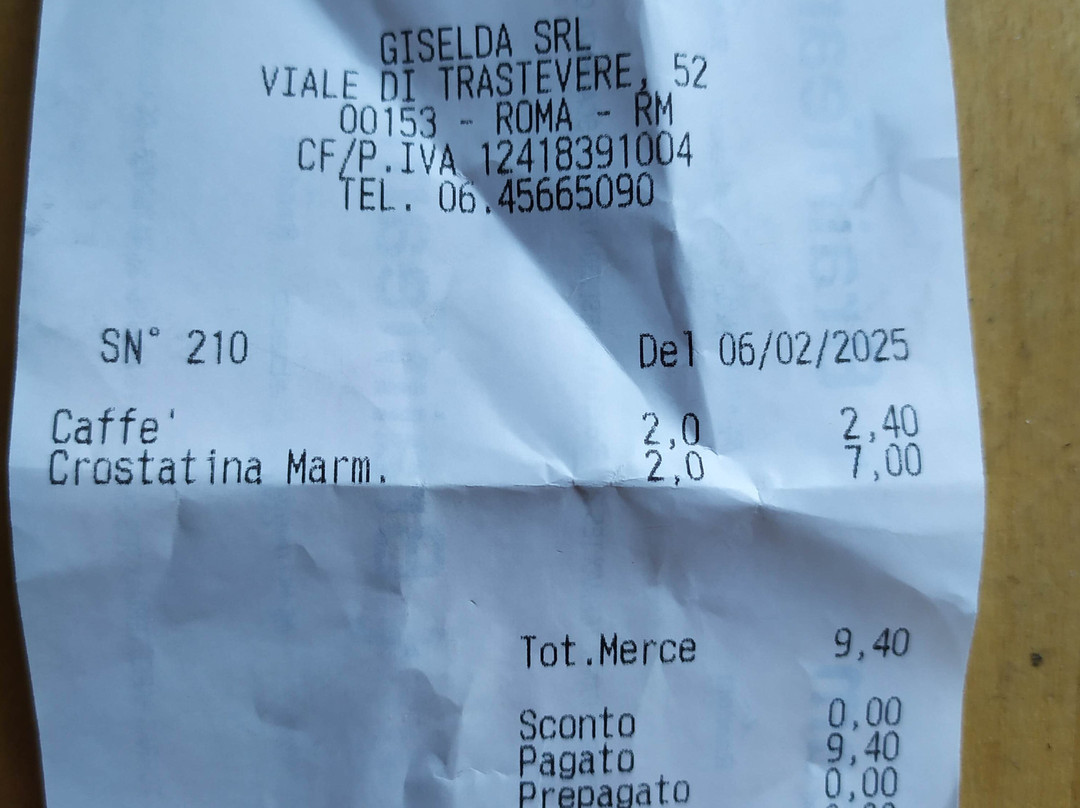 GISELDA SRL
VIALE DI TRASTEVERE, 52
00153 - ROMA - RM
CF/P.IVA 12418391004
TEL. 06.45665090
SN° 210 Del 06/02/2025
Caffe' 2,0 2,40
Crostatina Marm. 2,0 7,00
Tot.Merce 9,40
Sconto 0,00
Pagato 9,40
Prepagato 0,00